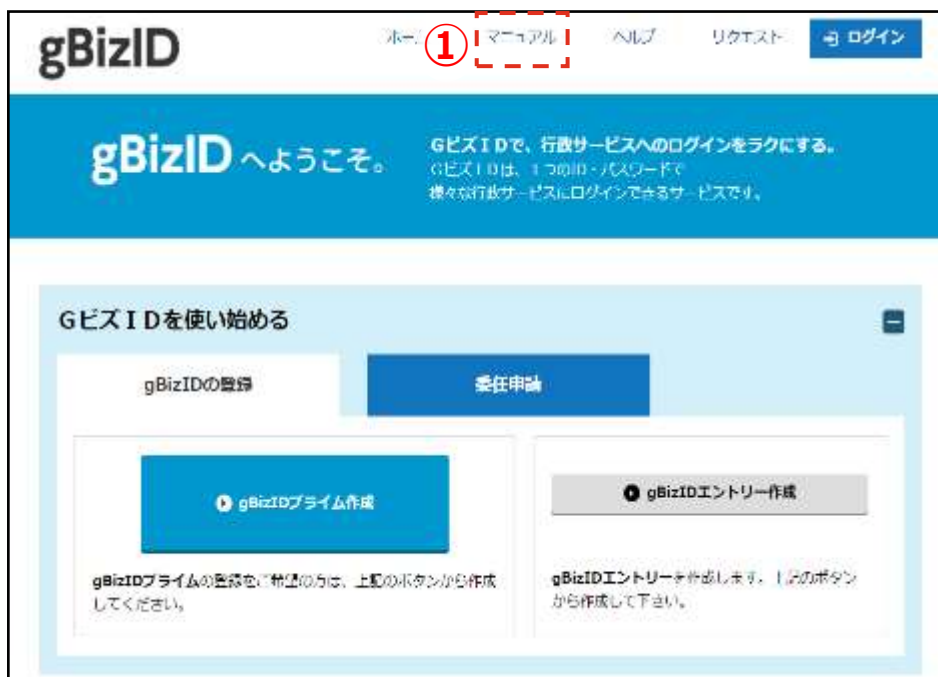 gBizID
ホーム ① マニュアル ヘルプ リクエスト ログイン
gBizID へようこそ。
GビズIDで、行政サービスへのログインをラクにする。
GビズIDは、1つのID・パスワードで
様々な行政サービスにログインできるサービスです。
GビズIDを使い始める
gBizIDの登録
委任申請
gBizIDプライム作成
gBizIDプライムの登録をご希望の方は、上記のボタンから作成
してください。
gBizIDエントリー作成
gBizIDエントリーを作成します。上記のボタン
から作成して下さい。